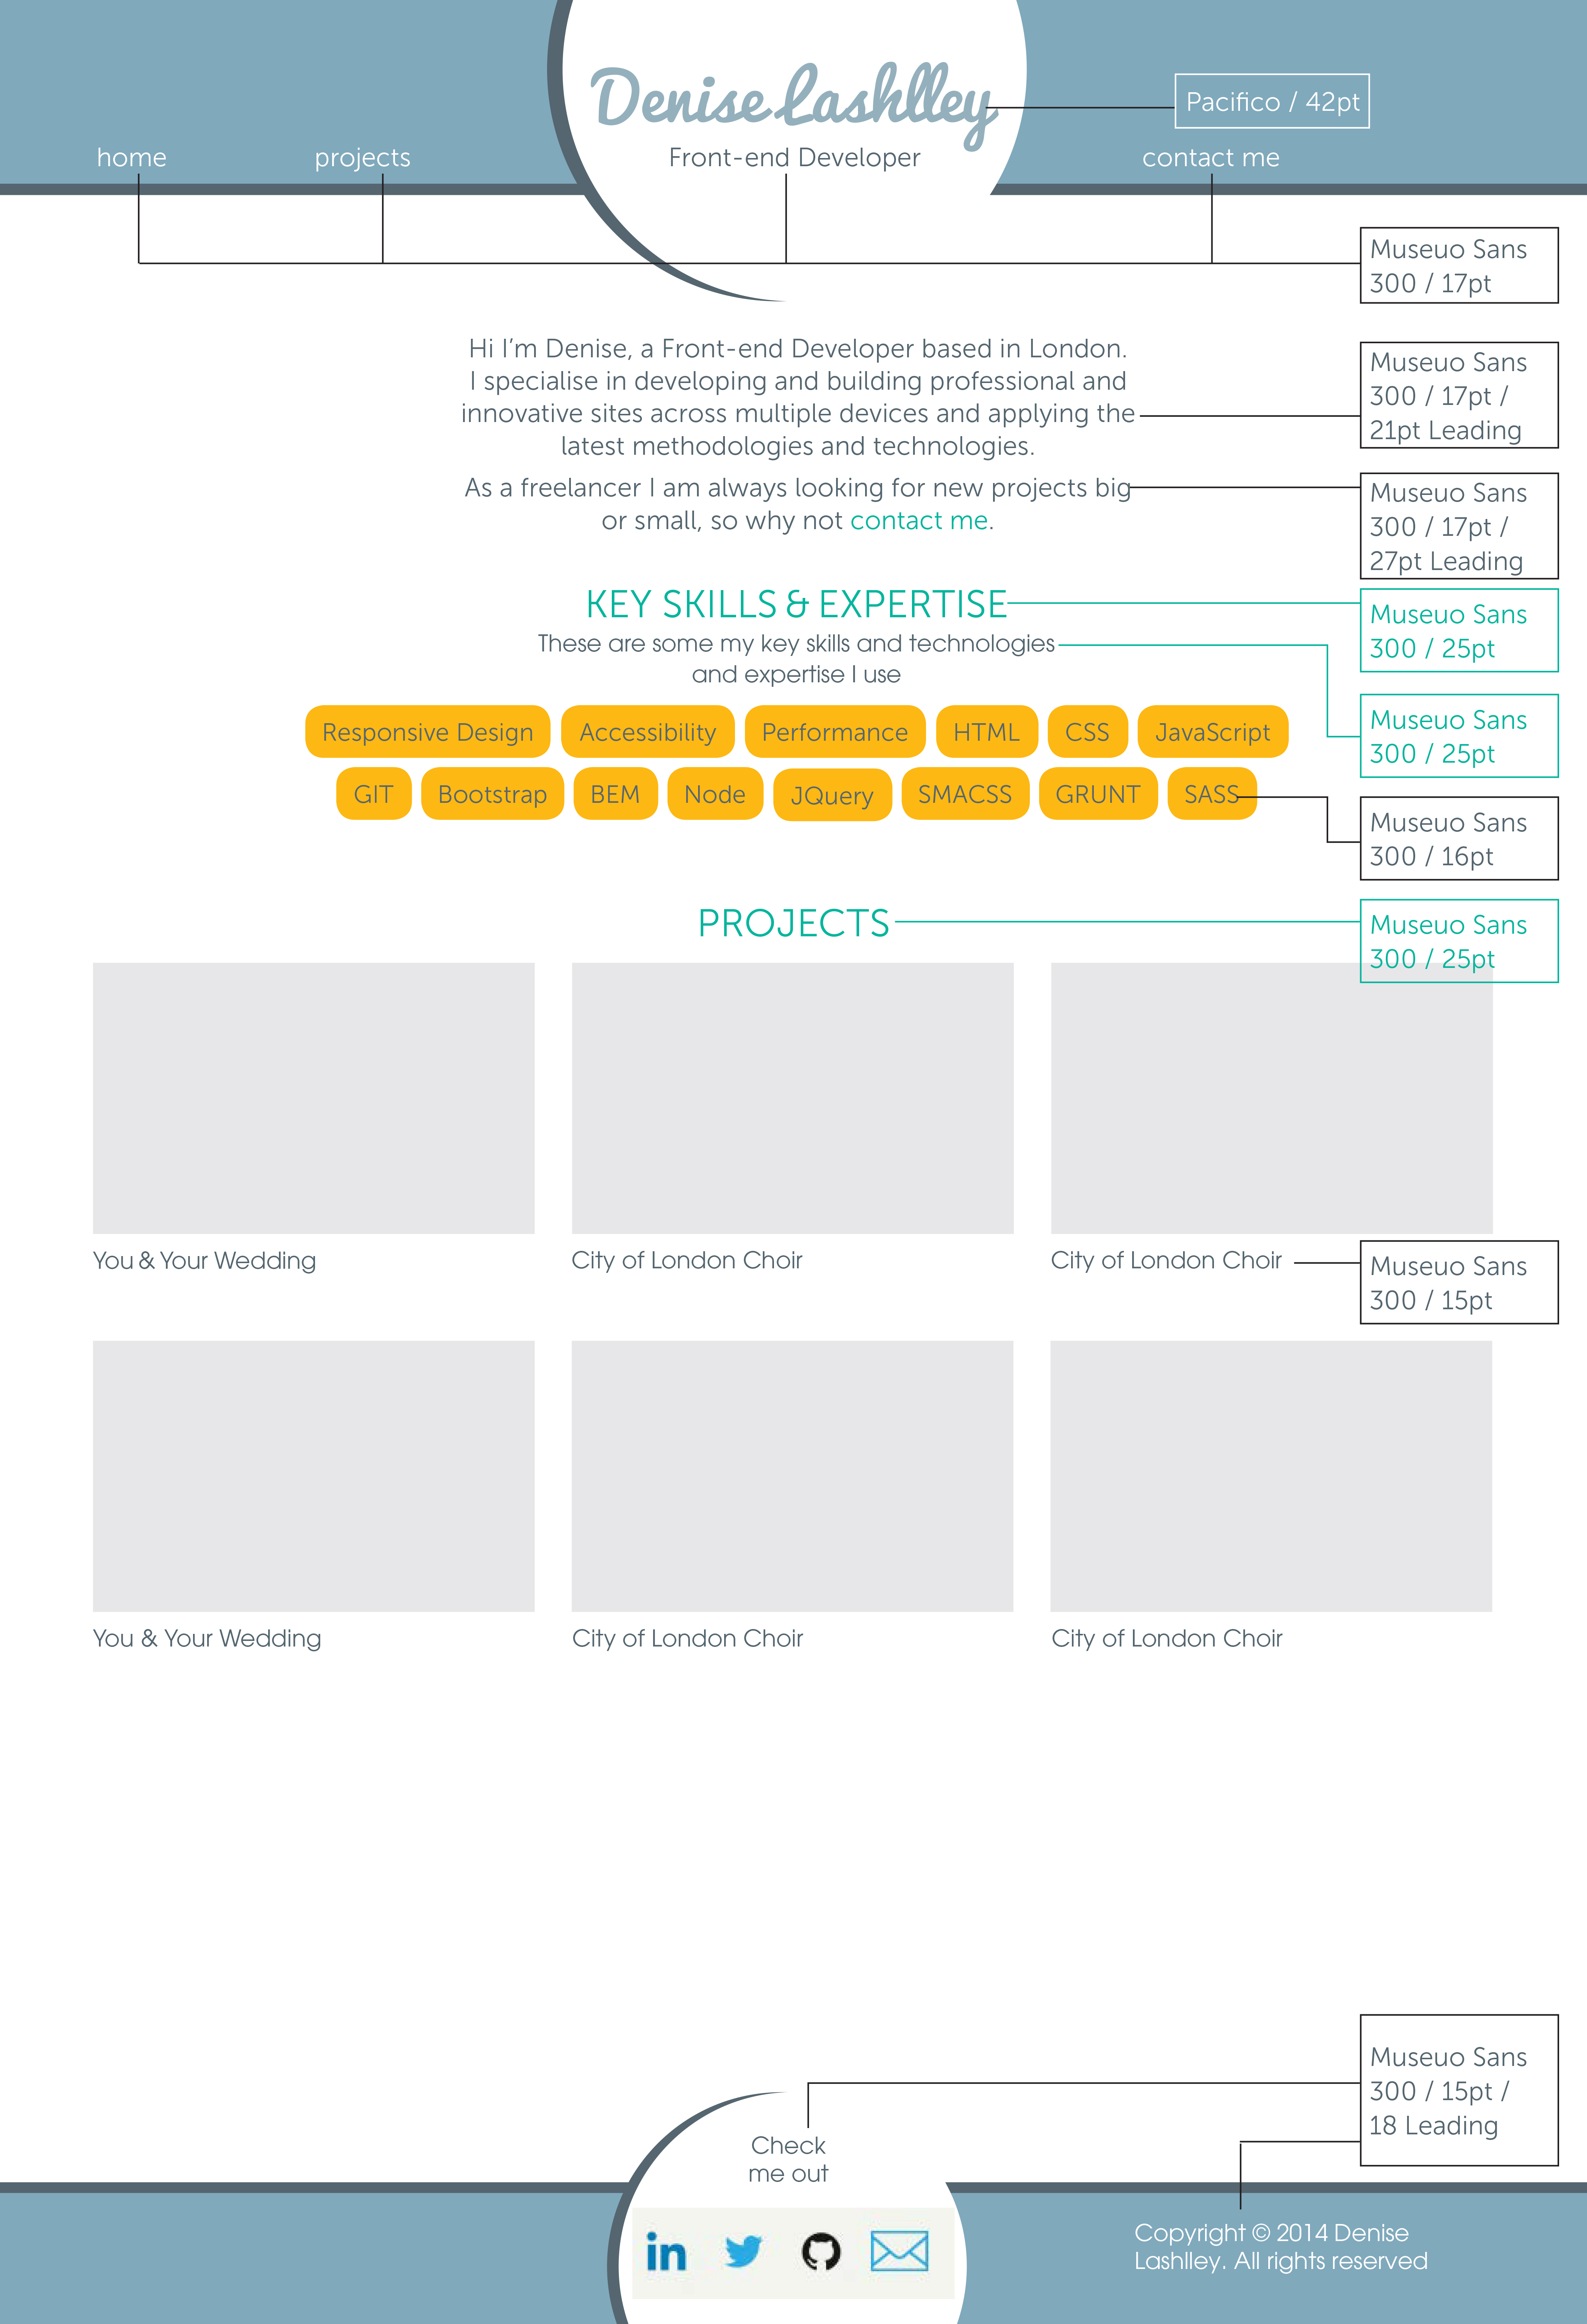 Denise Lashlley
Pacifico / 42pt
home
projects
Front-end Developer
contact me
Museuo Sans
300 / 17pt
Hi I'm Denise, a Front-end Developer based in London.
I specialise in developing and building professional and
innovative sites across multiple devices and applying the
latest methodologies and technologies.
Museuo Sans
300 / 17pt /
21pt Leading
As a freelancer I am always looking for new projects big
or small, so why not contact me.
Museuo Sans
300 / 17pt /
27pt Leading
KEY SKILLS & EXPERTISE
Museuo Sans
300 / 25pt
These are some my key skills and technologies
and expertise I use
Museuo Sans
300 / 25pt
Responsive Design Accessibility Performance HTML CSS JavaScript
GIT Bootstrap BEM Node JQuery SMACSS GRUNT SASS
Museuo Sans
300 / 16pt
PROJECTS
Museuo Sans
300 / 25pt
You & Your Wedding
City of London Choir
City of London Choir
Museuo Sans
300 / 15pt
You & Your Wedding
City of London Choir
City of London Choir
Museuo Sans
300 / 15pt /
18 Leading
Check
me out
in
Copyright © 2014 Denise
Lashlley. All rights reserved